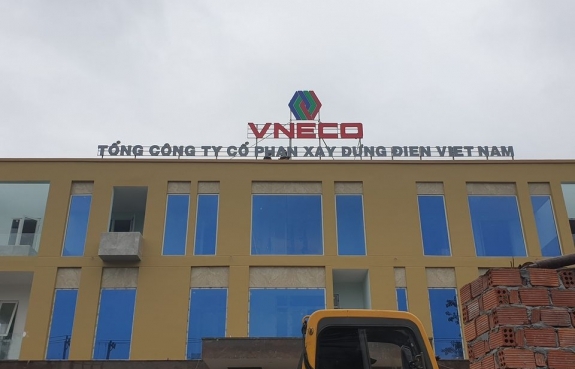 VNECO
TỔNG CÔNG TY CỔ PHẦN XÂY DỰNG ĐIỆN VIỆT NAM